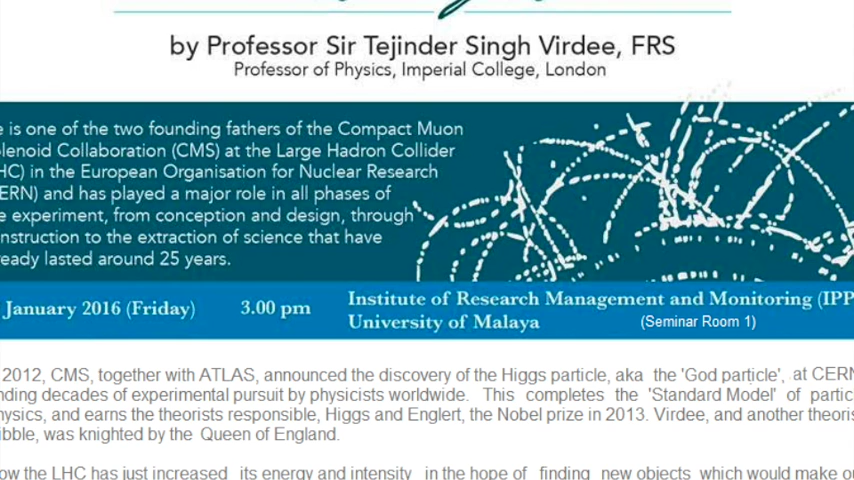 by Professor Sir Tejinder Singh Virdee, FRS
Professor of Physics, Imperial College, London
e is one of the two founding fathers of the Compact Muon
lenoid Collaboration (CMS) at the Large Hadron Collider
HC) in the European Organisation for Nuclear Research
ERN) and has played a major role in all phases of
e experiment, from conception and design, through
nstruction to the extraction of science that have
eady lasted around 25 years.
January 2016 (Friday) 3.00 pm Institute of Research Management and Monitoring (IPP
University of Malaya (Seminar Room 1)
2012, CMS, together with ATLAS, announced the discovery of the Higgs particle, aka the 'God particle', at CERN
nding decades of experimental pursuit by physicists worldwide. This completes the 'Standard Model' of partic
hysics, and earns the theorists responsible, Higgs and Englert, the Nobel prize in 2013. Virdee, and another theoris
ibble, was knighted by the Queen of England.
ow the LHC has just increased its energy and intensity in the hope of finding new objects which would make ou